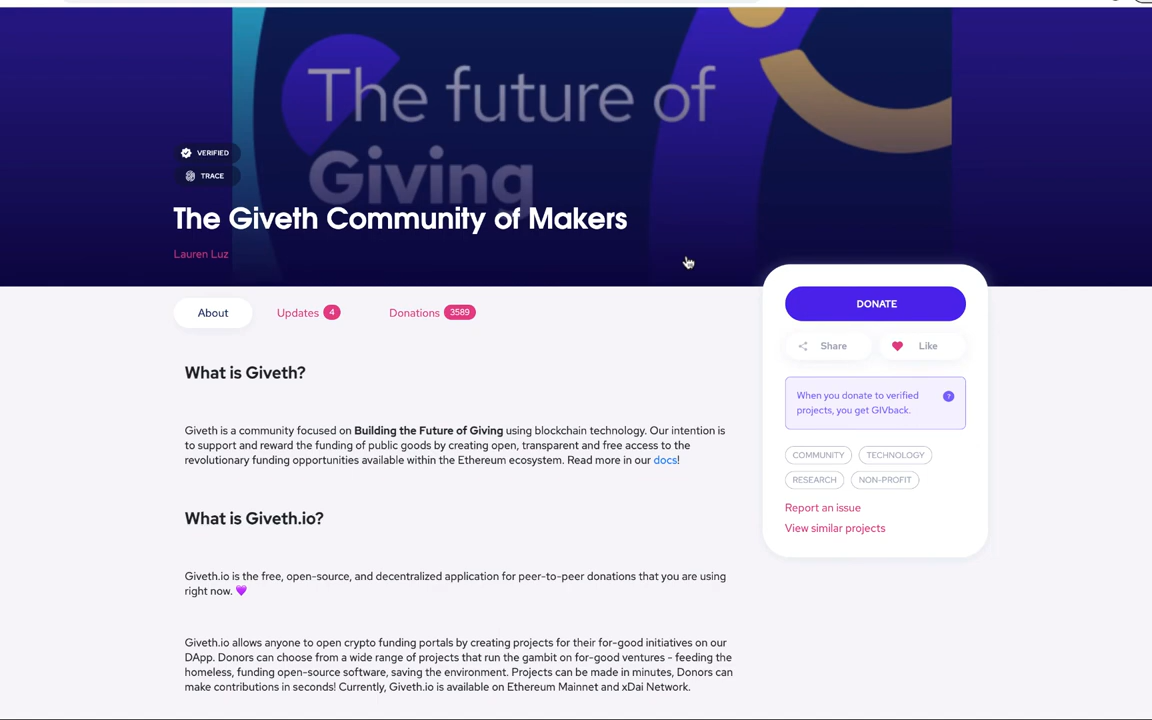 The future of
Giving
VERIFIED
TRACE
The Giveth Community of Makers
Lauren Luz
About
Updates 4
Donations 3589
DONATE
Share
Like
When you donate to verified
projects, you get GIVback.
?
COMMUNITY
TECHNOLOGY
RESEARCH
NON-PROFIT
Report an issue
View similar projects
What is Giveth?
Giveth is a community focused on Building the Future of Giving using blockchain technology. Our intention is
to support and reward the funding of public goods by creating open, transparent and free access to the
revolutionary funding opportunities available within the Ethereum ecosystem. Read more in our docs!
What is Giveth.io?
Giveth.io is the free, open-source, and decentralized application for peer-to-peer donations that you are using
right now. 💜
Giveth.io allows anyone to open crypto funding portals by creating projects for their for-good initiatives on our
DApp. Donors can choose from a wide range of projects that run the gambit on for-good ventures - feeding the
homeless, funding open-source software, saving the environment. Projects can be made in minutes, Donors can
make contributions in seconds! Currently, Giveth.io is available on Ethereum Mainnet and xDai Network.